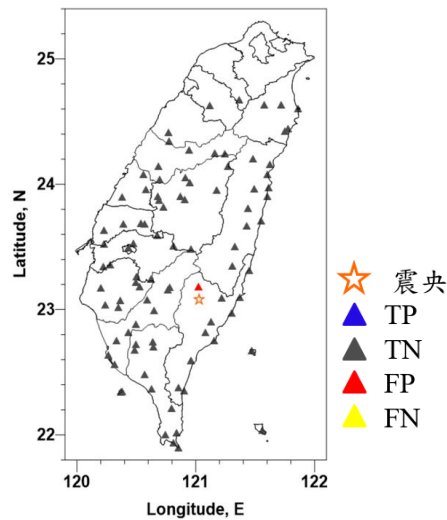 25
24
23
22
Latitude, N
120
121
122
Longitude, E
震央
TP
TN
FP
FN